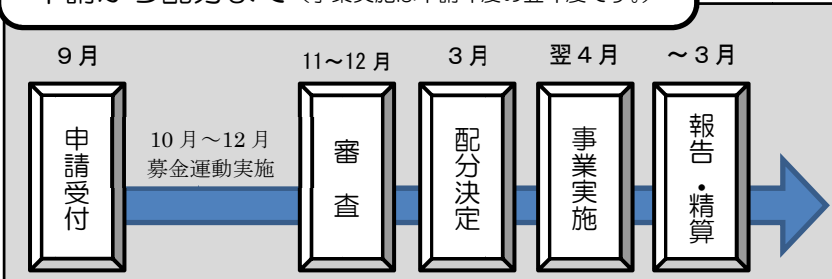 申請から配分まで（事業実施は申請年度の翌年度です。）
９月
11～12 月
３月
翌４月
～３月
申請受付
10 月～12 月
募金運動実施
審 査
配分決定
事業実施
報告・精算